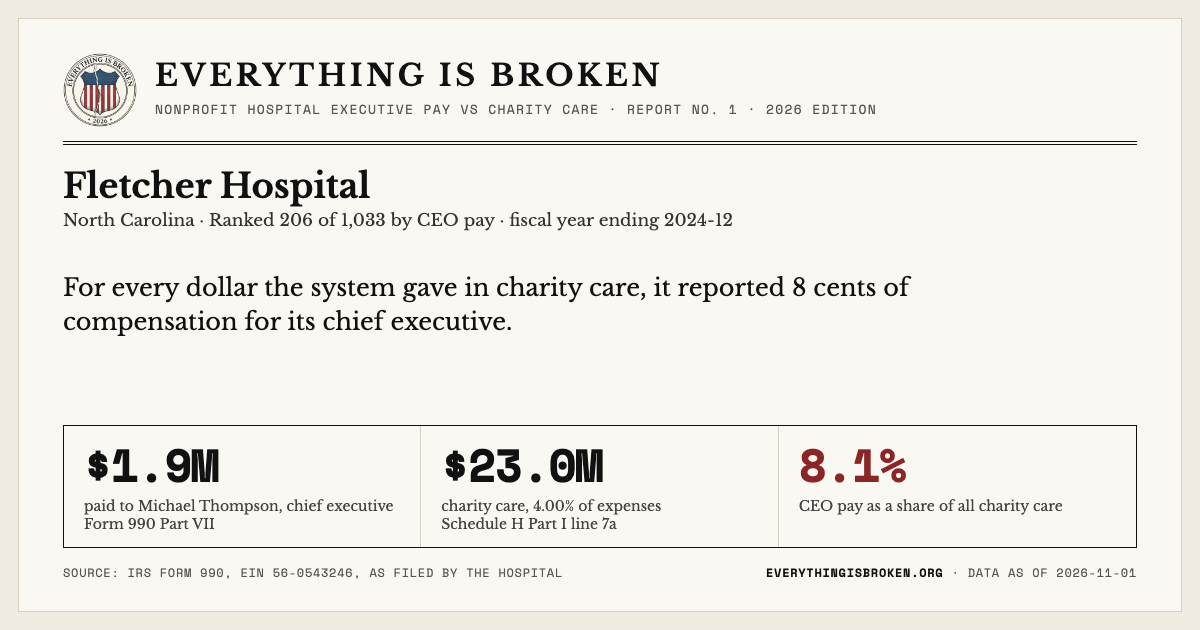 EVERYTHING IS BROKEN
2026
EVERYTHING IS BROKEN
NONPROFIT HOSPITAL EXECUTIVE PAY VS CHARITY CARE · REPORT NO. 1 · 2026 EDITION
Fletcher Hospital
North Carolina · Ranked 206 of 1,033 by CEO pay · fiscal year ending 2024-12
For every dollar the system gave in charity care, it reported 8 cents of
compensation for its chief executive.
$1.9M
paid to Michael Thompson, chief executive
Form 990 Part VII
$23.0M
charity care, 4.00% of expenses
Schedule H Part I line 7a
8.1%
CEO pay as a share of all charity care
SOURCE: IRS FORM 990, EIN 56-0543246, AS FILED BY THE HOSPITAL
EVERYTHINGISBROKEN.ORG · DATA AS OF 2026-11-01